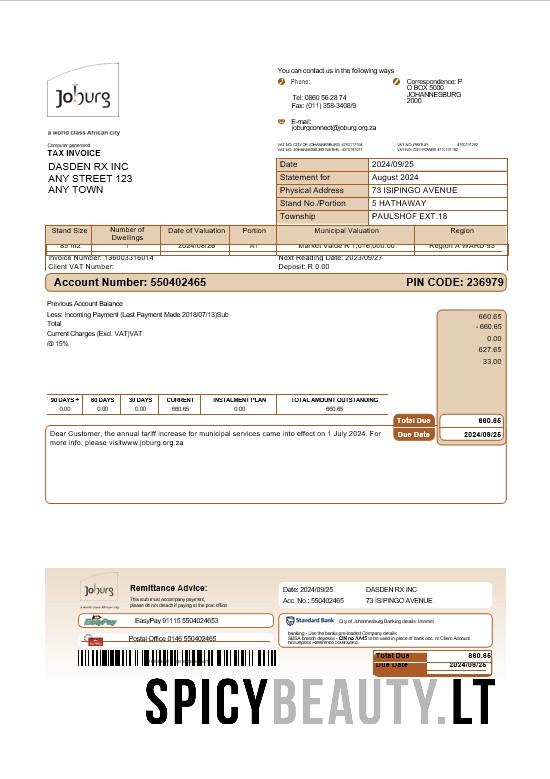 You can contact us in the following ways
Phone:
Tel: 0860 56 28 74
Fax: (011) 358-3408/9
E-mail:
joburgconnect@joburg.org.za
Correspondence: P
O BOX 5000
JOHANNESBURG
2000
Joburg
a world class African city
Computer generated
TAX INVOICE
DASDEN RX INC
ANY STREET 123
ANY TOWN
Date 2024/09/25
Statement for August 2024
Physical Address 73 ISIPINGO AVENUE
Stand No./Portion 5 HATHAWAY
Township PAULSHOF EXT.18
Stand Size Number of Dwellings Date of Valuation Portion Municipal Valuation Region
85 m2 1 2024/08/26 A1 Market Value R 1,016,000.00 Region A WARD 93
Invoice Number: 136003316014 Next Reading Date: 2023/09/27
Client VAT Number: Deposit: R 0.00
Account Number: 550402465 PIN CODE: 236979
Previous Account Balance 660.65
Less: Incoming Payment (Last Payment Made 2018/07/13)Sub - 660.65
Total 0.00
Current Charges (Excl. VAT)VAT 627.65
@ 15% 33.00
90 DAYS + 60 DAYS 30 DAYS CURRENT INSTALMENT PLAN TOTAL AMOUNT OUTSTANDING
0.00 0.00 0.00 660.65 0.00 660.65
Total Due 660.65
Due Date 2024/09/25
Dear Customer, the annual tariff increase for municipal services came into effect on 1 July 2024. For
more info, please visitwww.joburg.org.za
Joburg
a world class African city
Remittance Advice:
This stub must accompany payment,
please do not detach if paying at the post office
Date: 2024/09/25 DASDEN RX INC
Acc. No.: 550402465 73 ISIPINGO AVENUE
EasyPay EasyPay 91115 5504024653
Postal Office 0146 550402465
Standard Bank City of Johannesburg Banking details: Internet
banking - Use the banks pre-loaded Company details
Total Due 660.65
Due Date 2024/09/25
SPICYBEAUTY.LT